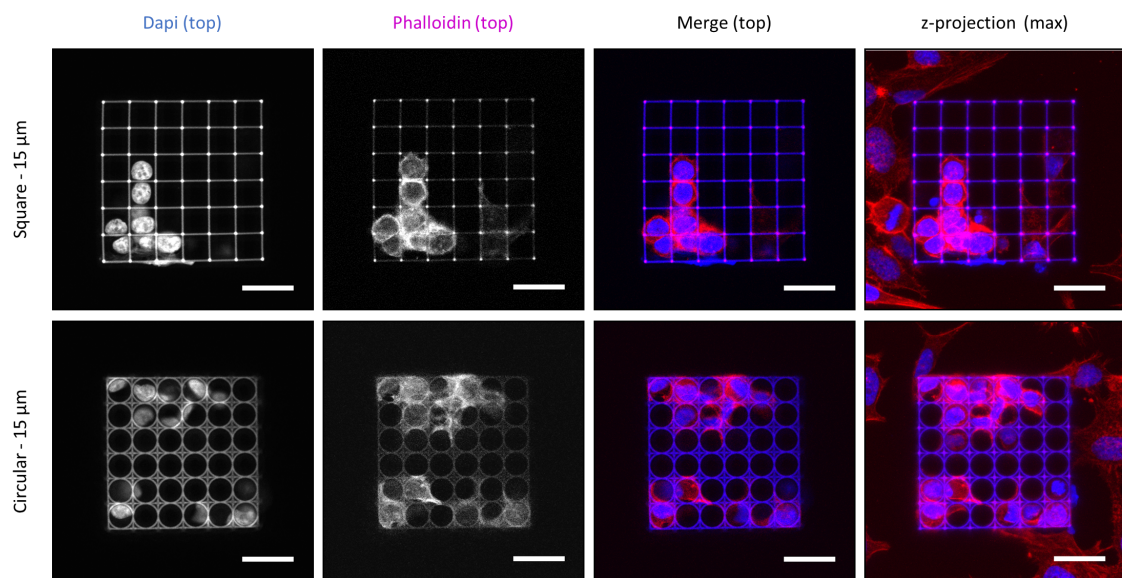 Dapi (top)
Phalloidin (top)
Merge (top)
z-projection (max)
Square - 15 µm
Circular - 15 µm